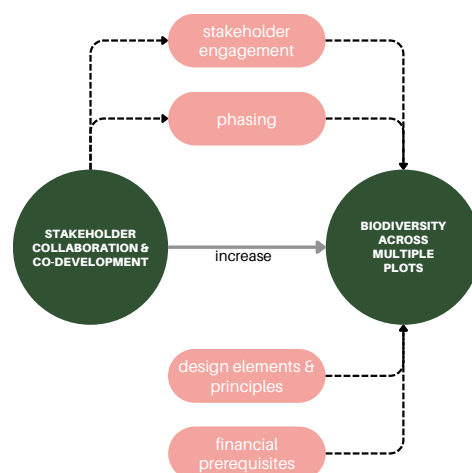 stakeholder
engagement
phasing
STAKEHOLDER
COLLABORATION &
CO-DEVELOPMENT
increase
BIODIVERSITY
ACROSS
MULTIPLE
PLOTS
design elements &
principles
financial
prerequisites